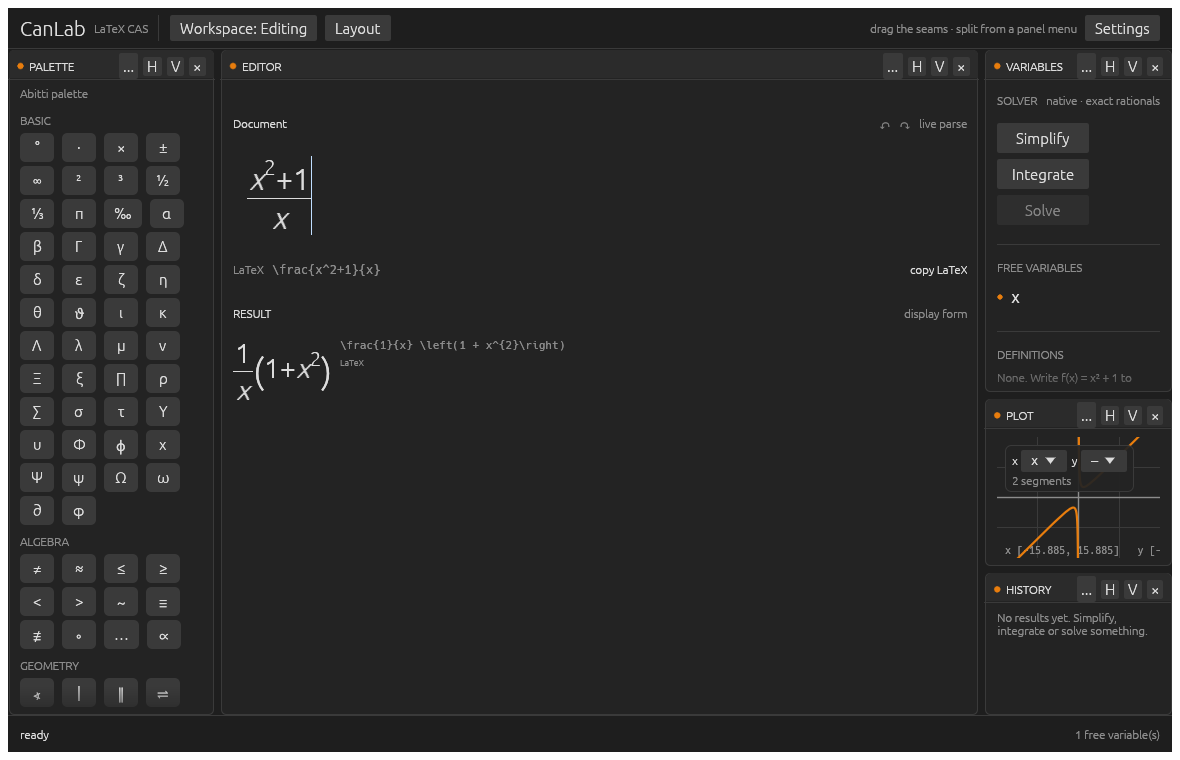 CanLab LaTeX CAS Workspace: Editing Layout drag the seams · split from a panel menu Settings
PALETTE ... H V ×
Abitti palette
BASIC
° · × ±
∞ ² ³ ½
⅓ π ‰ α
β Γ γ Δ
δ ε ζ η
θ ϑ ι κ
Λ λ μ ν
Ξ ξ ∏ ρ
∑ σ τ Υ
υ Φ ϕ χ
Ψ ψ Ω ω
∂ φ
ALGEBRA
≠ ≈ ≤ ≥
< > ~ ≡
≢ ∘ … ∝
GEOMETRY
∢ | ∥ ⇌
EDITOR ... H V ×
Document ↶ ↷ live parse
x²+1
x
LaTeX \frac{x^2+1}{x} copy LaTeX
RESULT display form
1
x
(1+x²)
\frac{1}{x} \left(1 + x^{2}\right)
LaTeX
VARIABLES ... H V ×
SOLVER native · exact rationals
Simplify
Integrate
Solve
FREE VARIABLES
x
DEFINITIONS
None. Write f(x) = x² + 1 to
PLOT ... H V ×
x x ▼ y – ▼
2 segments
x [-15.885, 15.885] y [-
HISTORY ... H V ×
No results yet. Simplify,
integrate or solve something.
ready 1 free variable(s)